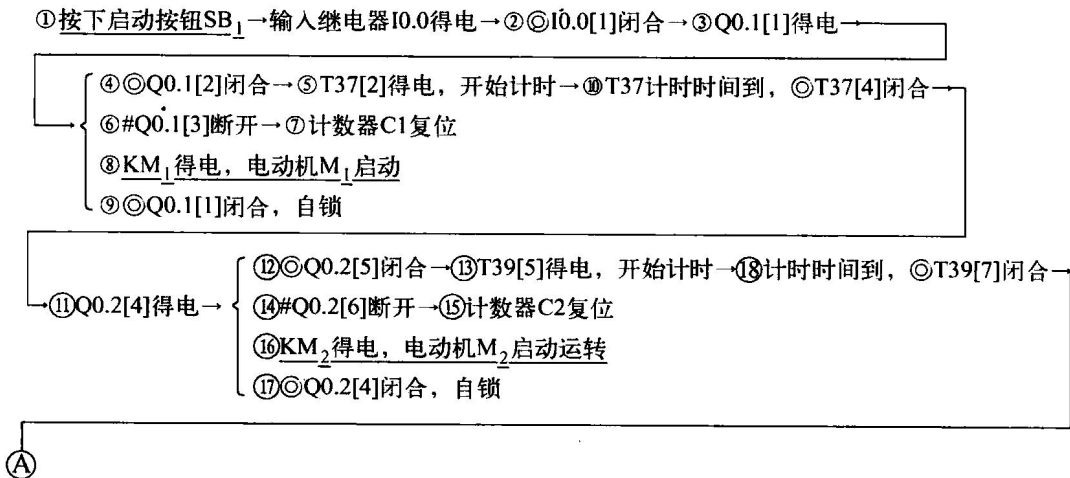 ①按下启动按钮SB₁→输入继电器I0.0得电→②◎I0.0[1]闭合→③Q0.1[1]得电→
④◎Q0.1[2]闭合→⑤T37[2]得电，开始计时→⑩T37计时时间到，◎T37[4]闭合→
⑥#Q0.1[3]断开→⑦计数器C1复位
⑧KM₁得电，电动机M₁启动
⑨◎Q0.1[1]闭合，自锁
→⑪Q0.2[4]得电→
⑫◎Q0.2[5]闭合→⑬T39[5]得电，开始计时→⑱计时时间到，◎T39[7]闭合→
⑭#Q0.2[6]断开→⑮计数器C2复位
⑯KM₂得电，电动机M₂启动运转
⑰◎Q0.2[4]闭合，自锁
Ⓐ